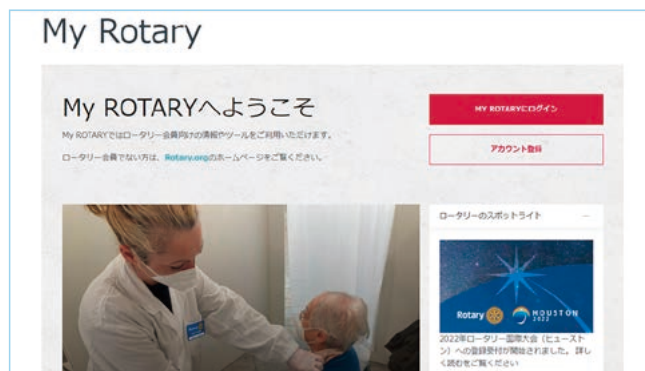 My Rotary
My ROTARYへようこそ
My ROTARYではロータリー会員向けの情報やツールをご利用いただけます。
ロータリー会員でない方は、Rotary.orgのホームページをご覧ください。
MY ROTARYにログイン
アカウント登録
ロータリーのスポットライト
Rotary
HOUSTON
2022
2022年ロータリー国際大会(ヒュースト
ン)への登録受付が開始されました。 詳し
く読むをご覧ください